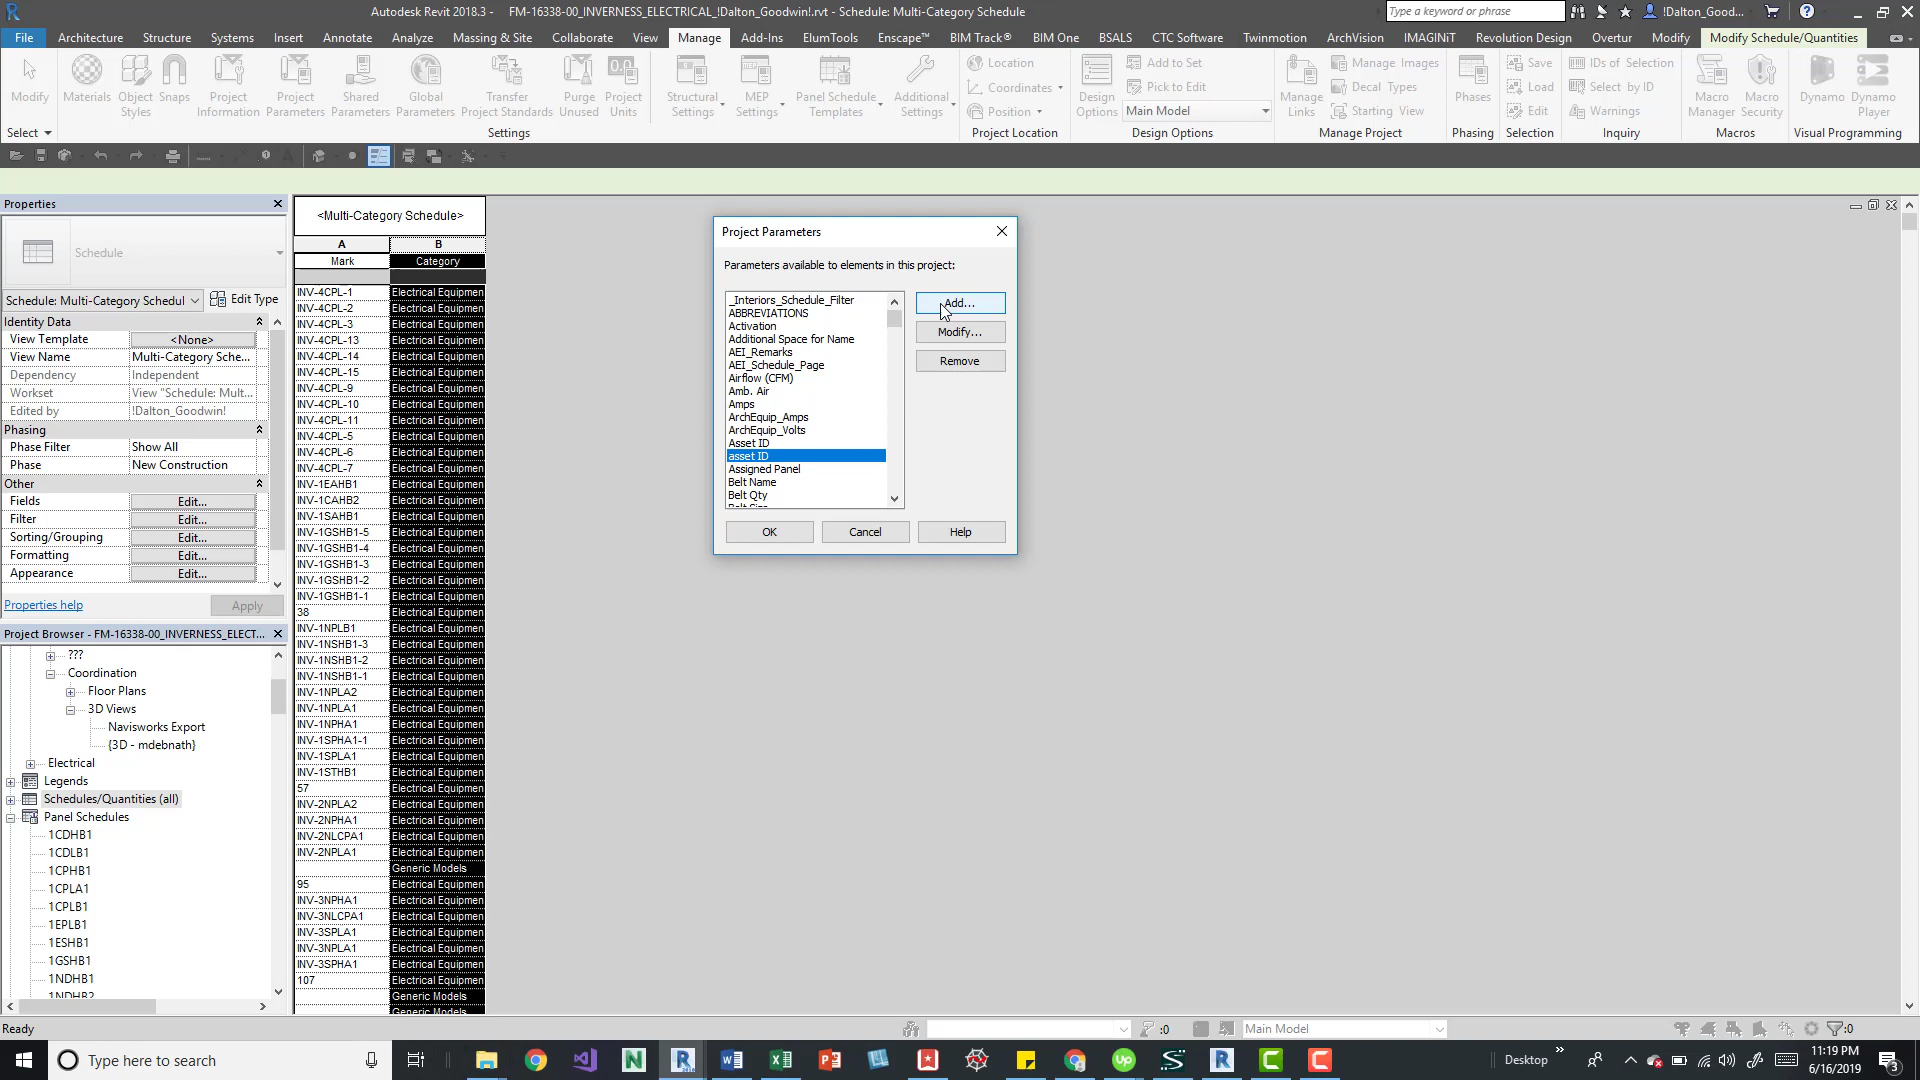 Autodesk Revit 2018.3 - FM-16338-00_INVERNESS_ELECTRICAL_!Dalton_Goodwin!.rvt - Schedule: Multi-Category Schedule
Type a keyword or phrase
!Dalton_Good...
File Architecture Structure Systems Insert Annotate Analyze Massing & Site Collaborate View Manage Add-Ins ElumTools Enscape™ BIM Track® BIM One BSALS CTC Software Twinmotion ArchVision IMAGINiT Revolution Design Overtur Modify Modify Schedule/Quantities
Modify
Materials
Object Styles
Snaps
Project Information
Project Parameters
Shared Parameters
Global Parameters
Transfer Project Standards
Purge Unused
Project Units
Structural Settings
MEP Settings
Panel Schedule Templates
Additional Settings
Location
Coordinates
Position
Design Options
Add to Set
Pick to Edit
Main Model
Manage Links
Manage Images
Decal Types
Starting View
Phases
Save
Load
Edit
IDs of Selection
Select by ID
Warnings
Macro Manager
Macro Security
Dynamo
Dynamo Player
Select Settings Project Location Design Options Manage Project Phasing Selection Inquiry Macros Visual Programming
Properties
Schedule
Schedule: Multi-Category Schedul
Edit Type
Identity Data
View Template <None>
View Name Multi-Category Sche...
Dependency Independent
Workset View "Schedule: Mult...
Edited by !Dalton_Goodwin!
Phasing
Phase Filter Show All
Phase New Construction
Other
Fields Edit...
Filter Edit...
Sorting/Grouping Edit...
Formatting Edit...
Appearance Edit...
Properties help
Apply
Project Browser - FM-16338-00_INVERNESS_ELECT...
???
Coordination
Floor Plans
3D Views
Navisworks Export
{3D - mdebnath}
Electrical
Legends
Schedules/Quantities (all)
Panel Schedules
1CDHB1
1CDLB1
1CPHB1
1CPLA1
1CPLB1
1EPLB1
1ESHB1
1GSHB1
1NDHB1
1NDHB2
<Multi-Category Schedule>
A B
Mark Category
INV-4CPL-1 Electrical Equipmen
INV-4CPL-2 Electrical Equipmen
INV-4CPL-3 Electrical Equipmen
INV-4CPL-13 Electrical Equipmen
INV-4CPL-14 Electrical Equipmen
INV-4CPL-15 Electrical Equipmen
INV-4CPL-9 Electrical Equipmen
INV-4CPL-10 Electrical Equipmen
INV-4CPL-11 Electrical Equipmen
INV-4CPL-5 Electrical Equipmen
INV-4CPL-6 Electrical Equipmen
INV-4CPL-7 Electrical Equipmen
INV-1EAHB1 Electrical Equipmen
INV-1CAHB2 Electrical Equipmen
INV-1SAHB1 Electrical Equipmen
INV-1GSHB1-5 Electrical Equipmen
INV-1GSHB1-4 Electrical Equipmen
INV-1GSHB1-3 Electrical Equipmen
INV-1GSHB1-2 Electrical Equipmen
INV-1GSHB1-1 Electrical Equipmen
38 Electrical Equipmen
INV-1NPLB1 Electrical Equipmen
INV-1NSHB1-3 Electrical Equipmen
INV-1NSHB1-2 Electrical Equipmen
INV-1NSHB1-1 Electrical Equipmen
INV-1NPLA2 Electrical Equipmen
INV-1NPLA1 Electrical Equipmen
INV-1NPHA1 Electrical Equipmen
INV-1SPHA1-1 Electrical Equipmen
INV-1SPLA1 Electrical Equipmen
INV-1STHB1 Electrical Equipmen
57 Electrical Equipmen
INV-2NPLA2 Electrical Equipmen
INV-2NPHA1 Electrical Equipmen
INV-2NLCPA1 Electrical Equipmen
INV-2NPLA1 Electrical Equipmen
Generic Models
95 Electrical Equipmen
INV-3NPHA1 Electrical Equipmen
INV-3NLCPA1 Electrical Equipmen
INV-3SPLA1 Electrical Equipmen
INV-3NPLA1 Electrical Equipmen
INV-3SPHA1 Electrical Equipmen
107 Electrical Equipmen
Generic Models
Generic Models
Project Parameters
Parameters available to elements in this project:
_Interiors_Schedule_Filter
ABBREVIATIONS
Activation
Additional Space for Name
AEI_Remarks
AEI_Schedule_Page
Airflow (CFM)
Amb. Air
Amps
ArchEquip_Amps
ArchEquip_Volts
Asset ID
asset ID
Assigned Panel
Belt Name
Belt Qty
Add...
Modify...
Remove
OK Cancel Help
Ready
:0
Main Model
:0
Type here to search
Desktop
11:19 PM
6/16/2019
3